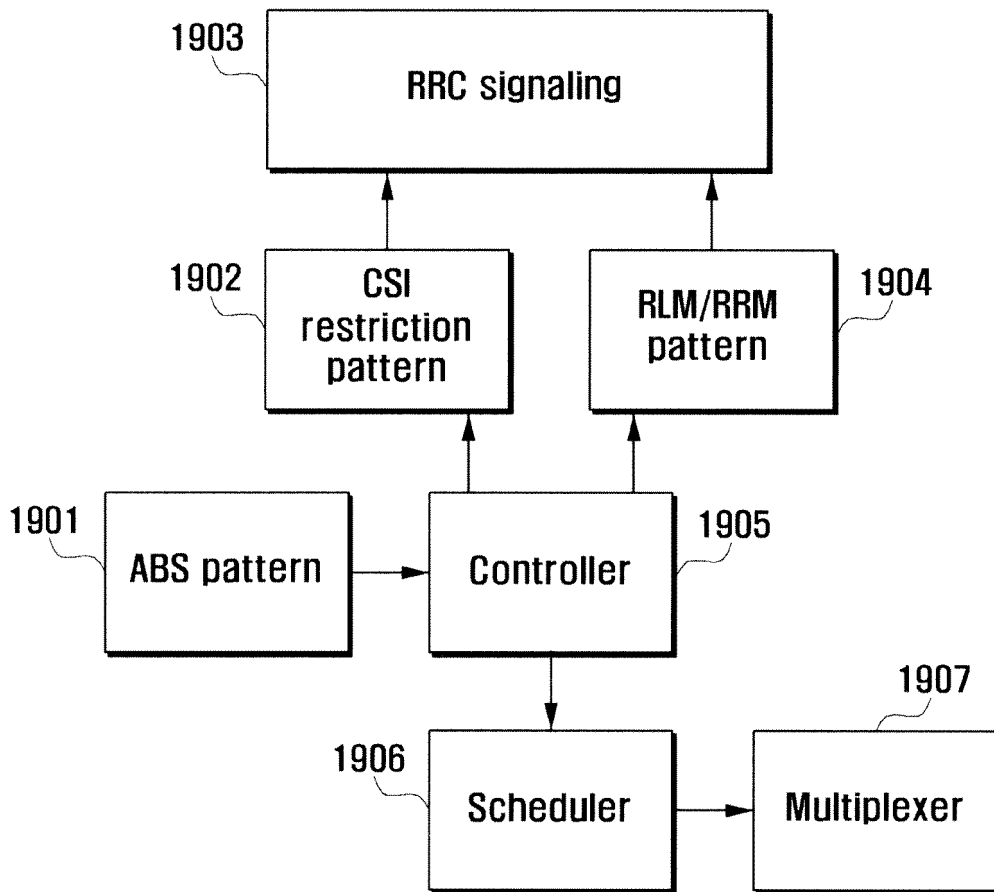 1903
RRC signaling
1902
CSI
restriction
pattern
RLM/RRM
pattern
1904
1901
ABS pattern
Controller
1905
1906
Scheduler
1907
Multiplexer